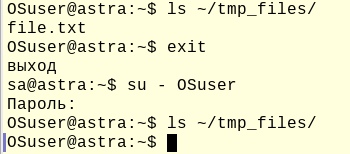 OSuser@astra:~$ ls ~/tmp_files/
file.txt
OSuser@astra:~$ exit
выход
sa@astra:~$ su - OSuser
Пароль:
OSuser@astra:~$ ls ~/tmp_files/
OSuser@astra:~$